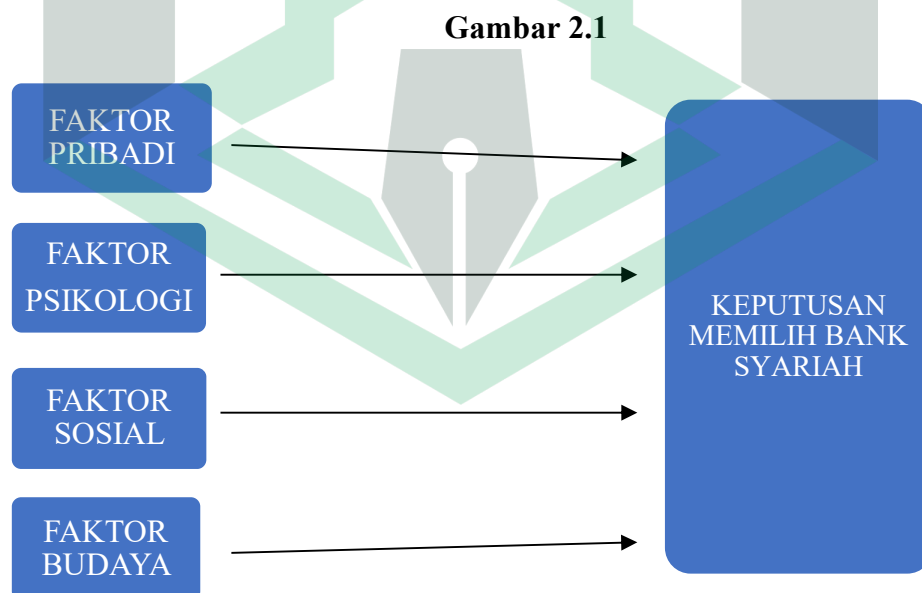 Gambar 2.1
FAKTOR
PRIBADI
FAKTOR
PSIKOLOGI
FAKTOR
SOSIAL
FAKTOR
BUDAYA
KEPUTUSAN
MEMILIH BANK
SYARIAH